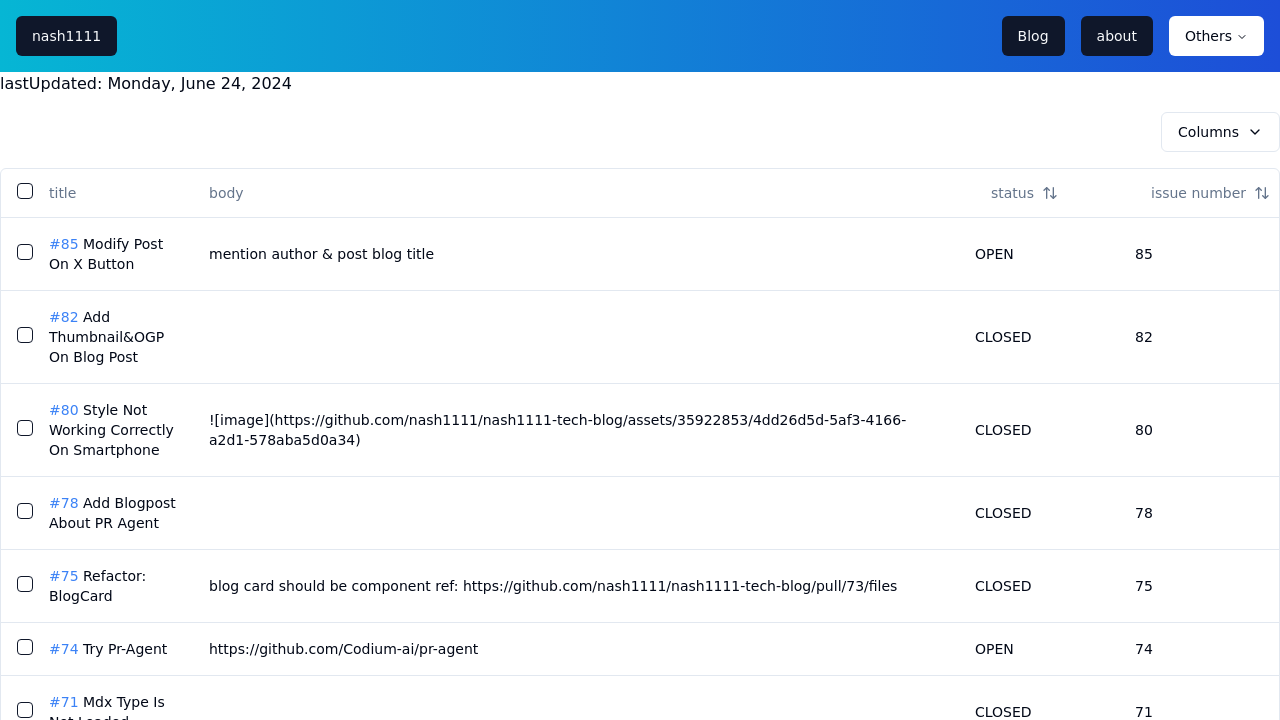 nash1111
Blog
about
Others
lastUpdated: Monday, June 24, 2024
Columns
title
body
status
issue number
#85 Modify Post
On X Button
mention author & post blog title
OPEN
85
#82 Add
Thumbnail&OGP
On Blog Post
CLOSED
82
#80 Style Not
Working Correctly
On Smartphone
![image](https://github.com/nash1111/nash1111-tech-blog/assets/35922853/4dd26d5d-5af3-4166-
a2d1-578aba5d0a34)
CLOSED
80
#78 Add Blogpost
About PR Agent
CLOSED
78
#75 Refactor:
BlogCard
blog card should be component ref: https://github.com/nash1111/nash1111-tech-blog/pull/73/files
CLOSED
75
#74 Try Pr-Agent
https://github.com/Codium-ai/pr-agent
OPEN
74
#71 Mdx Type Is
Not Loaded
CLOSED
71